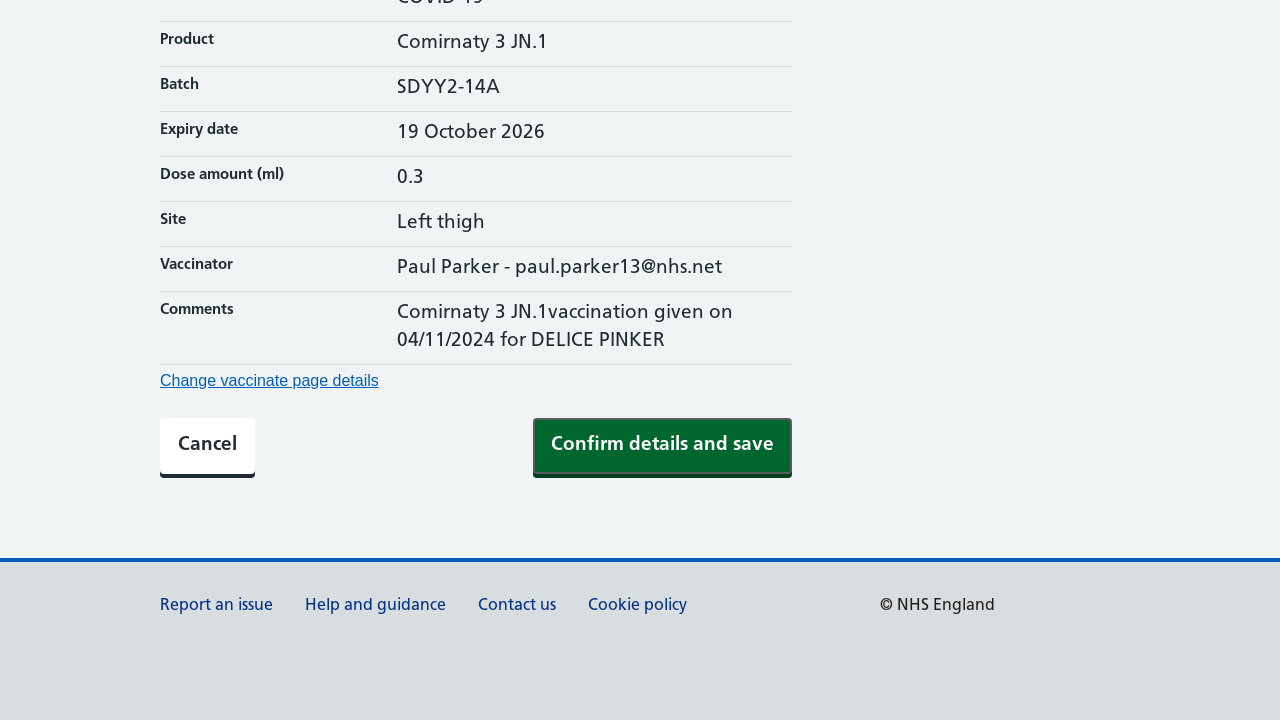 Product Comirnaty 3 JN.1
Batch SDYY2-14A
Expiry date 19 October 2026
Dose amount (ml) 0.3
Site Left thigh
Vaccinator Paul Parker - paul.parker13@nhs.net
Comments Comirnaty 3 JN.1vaccination given on
04/11/2024 for DELICE PINKER
Change vaccinate page details
Cancel Confirm details and save
Report an issue Help and guidance Contact us Cookie policy © NHS England